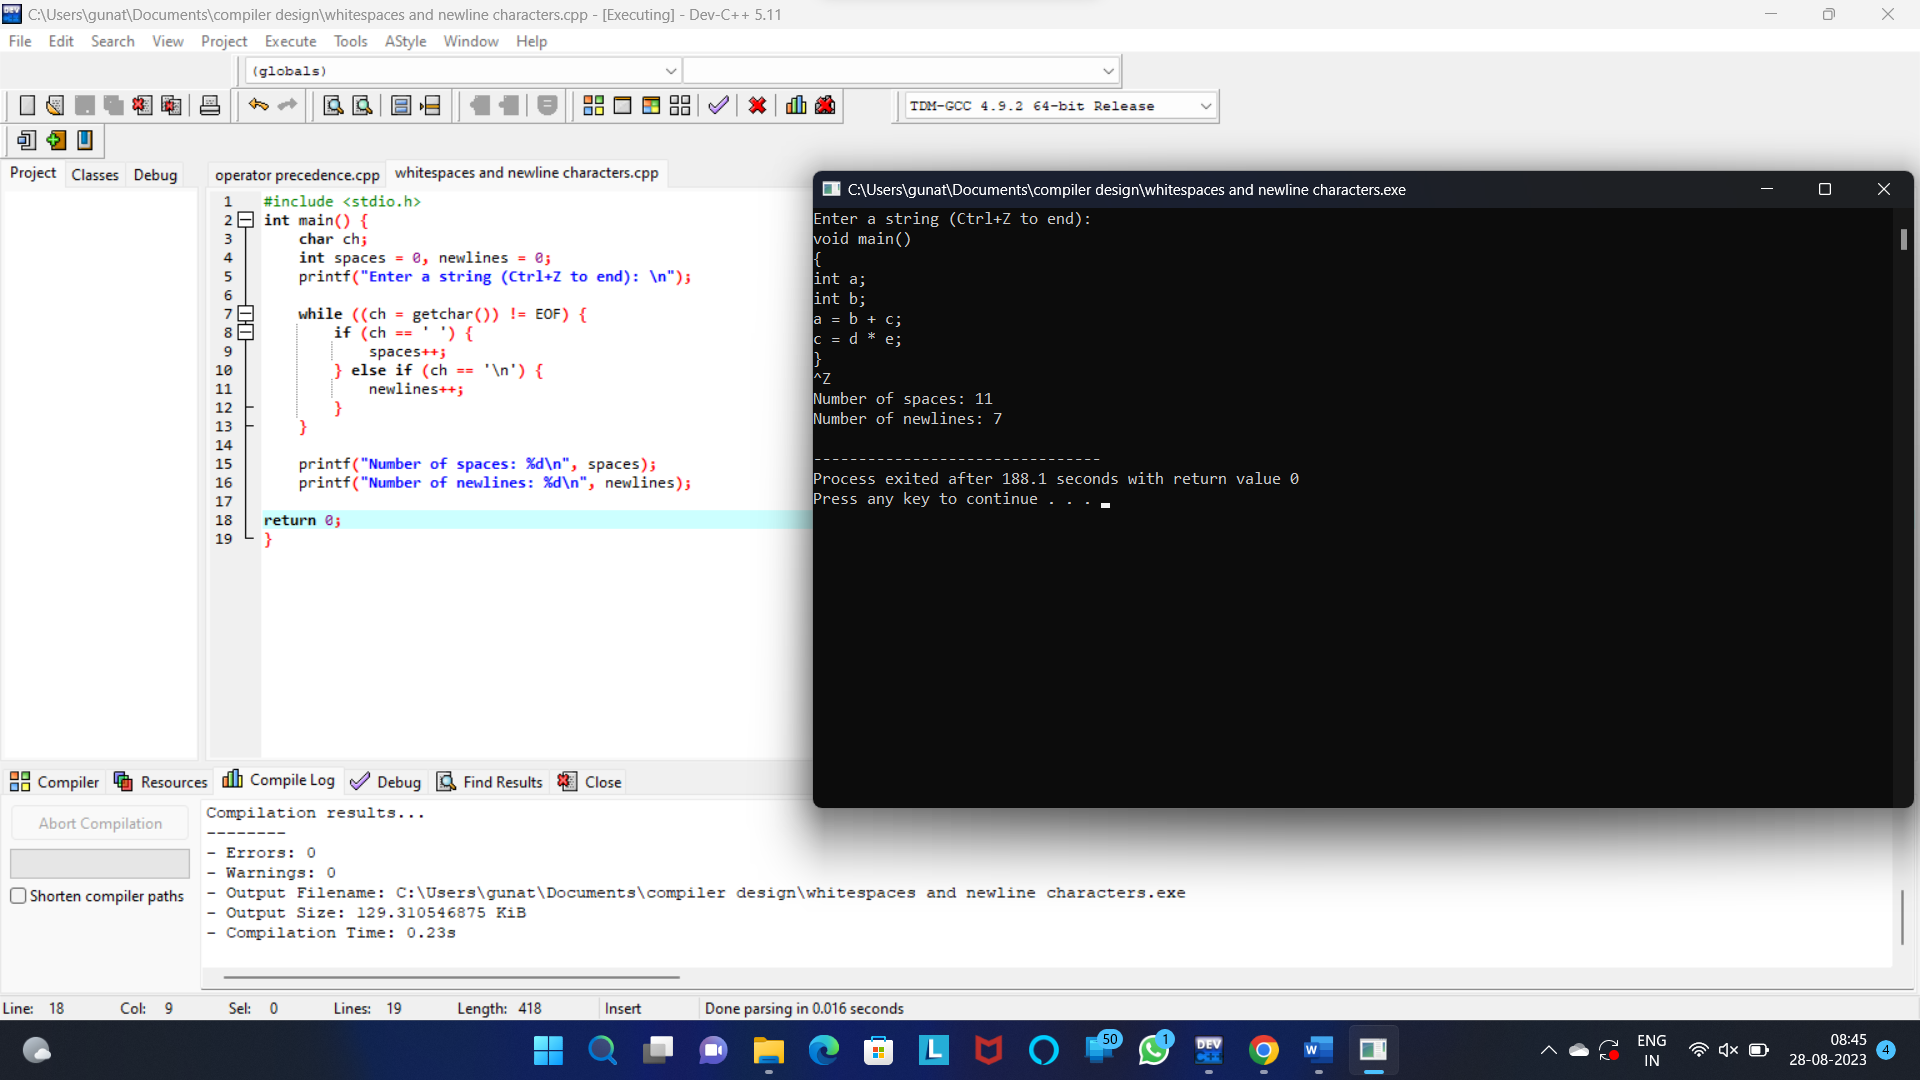 C:\Users\gunat\Documents\compiler design\whitespaces and newline characters.cpp - [Executing] - Dev-C++ 5.11
File Edit Search View Project Execute Tools AStyle Window Help
(globals)
TDM-GCC 4.9.2 64-bit Release
Project Classes Debug
operator precedence.cpp whitespaces and newline characters.cpp
1 #include <stdio.h>
2 int main() {
3 char ch;
4 int spaces = 0, newlines = 0;
5 printf("Enter a string (Ctrl+Z to end): \n");
6
7 while ((ch = getchar()) != EOF) {
8 if (ch == ' ') {
9 spaces++;
10 } else if (ch == '\n') {
11 newlines++;
12 }
13 }
14
15 printf("Number of spaces: %d\n", spaces);
16 printf("Number of newlines: %d\n", newlines);
17
18 return 0;
19 }
C:\Users\gunat\Documents\compiler design\whitespaces and newline characters.exe
Enter a string (Ctrl+Z to end):
void main()
{
int a;
int b;
a = b + c;
c = d * e;
}
^Z
Number of spaces: 11
Number of newlines: 7
--------------------------------
Process exited after 188.1 seconds with return value 0
Press any key to continue . . .
Compiler Resources Compile Log Debug Find Results Close
Abort Compilation
Shorten compiler paths
Compilation results...
--------
- Errors: 0
- Warnings: 0
- Output Filename: C:\Users\gunat\Documents\compiler design\whitespaces and newline characters.exe
- Output Size: 129.310546875 KiB
- Compilation Time: 0.23s
Line: 18 Col: 9 Sel: 0 Lines: 19 Length: 418 Insert Done parsing in 0.016 seconds
L 50 1 DEV C++ W
ENG
IN
08:45
28-08-2023
4